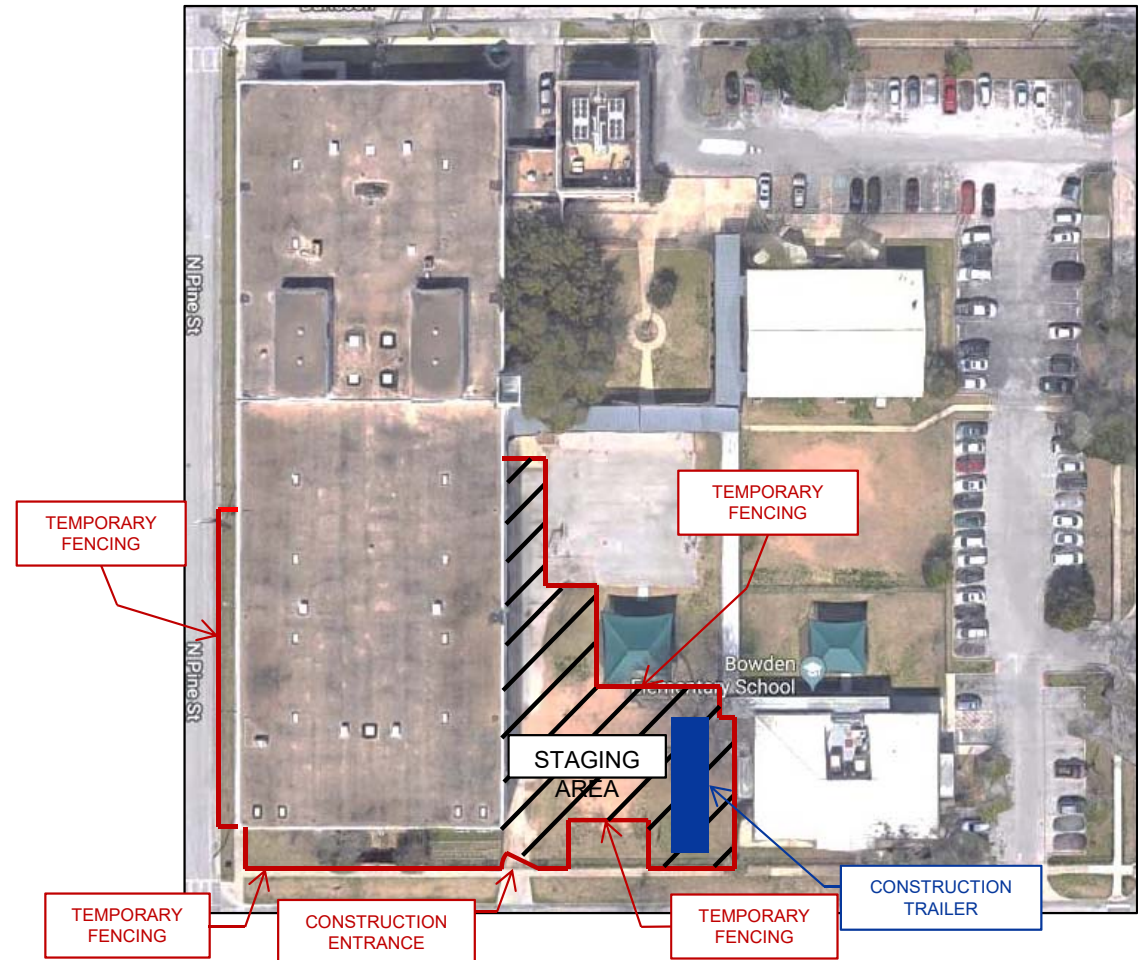 N Pine St
TEMPORARY
FENCING
TEMPORARY
FENCING
N Pine St
Bowden
Elementary School
STAGING
AREA
CONSTRUCTION
TRAILER
TEMPORARY
FENCING
CONSTRUCTION
ENTRANCE
TEMPORARY
FENCING